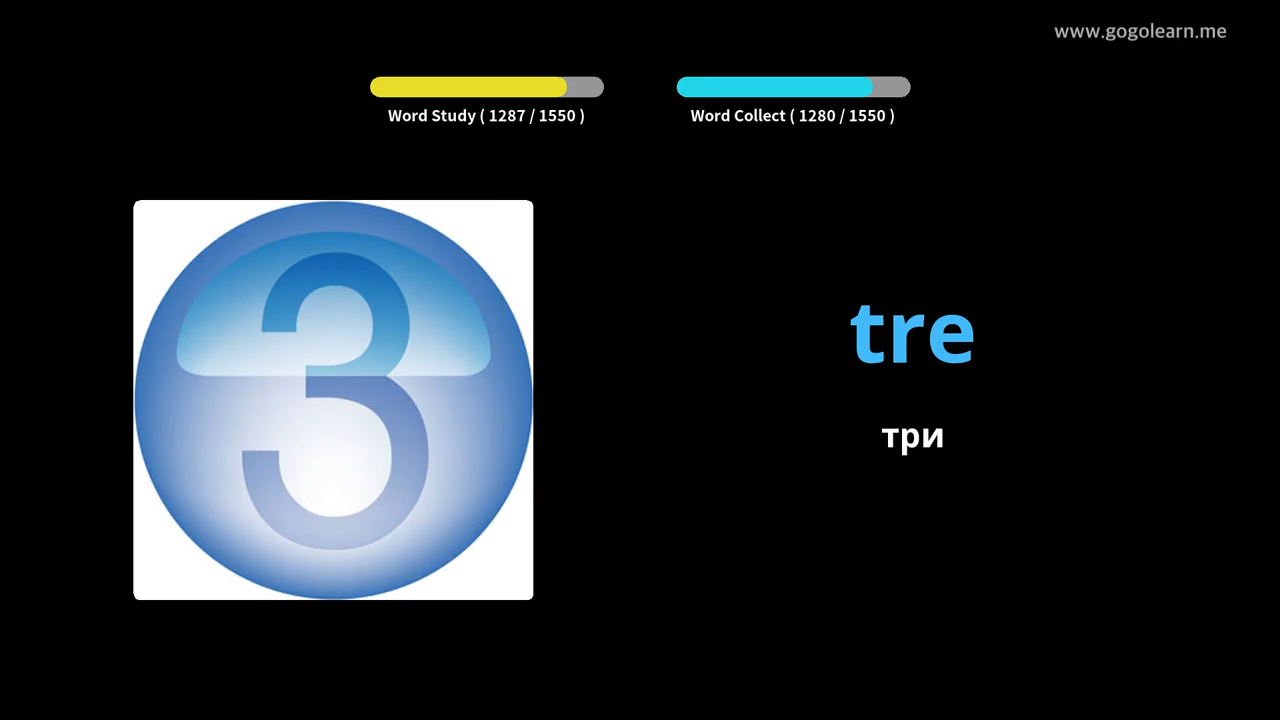 www.gogolearn.me
Word Study ( 1287 / 1550 )
Word Collect ( 1280 / 1550 )
3
tre
три